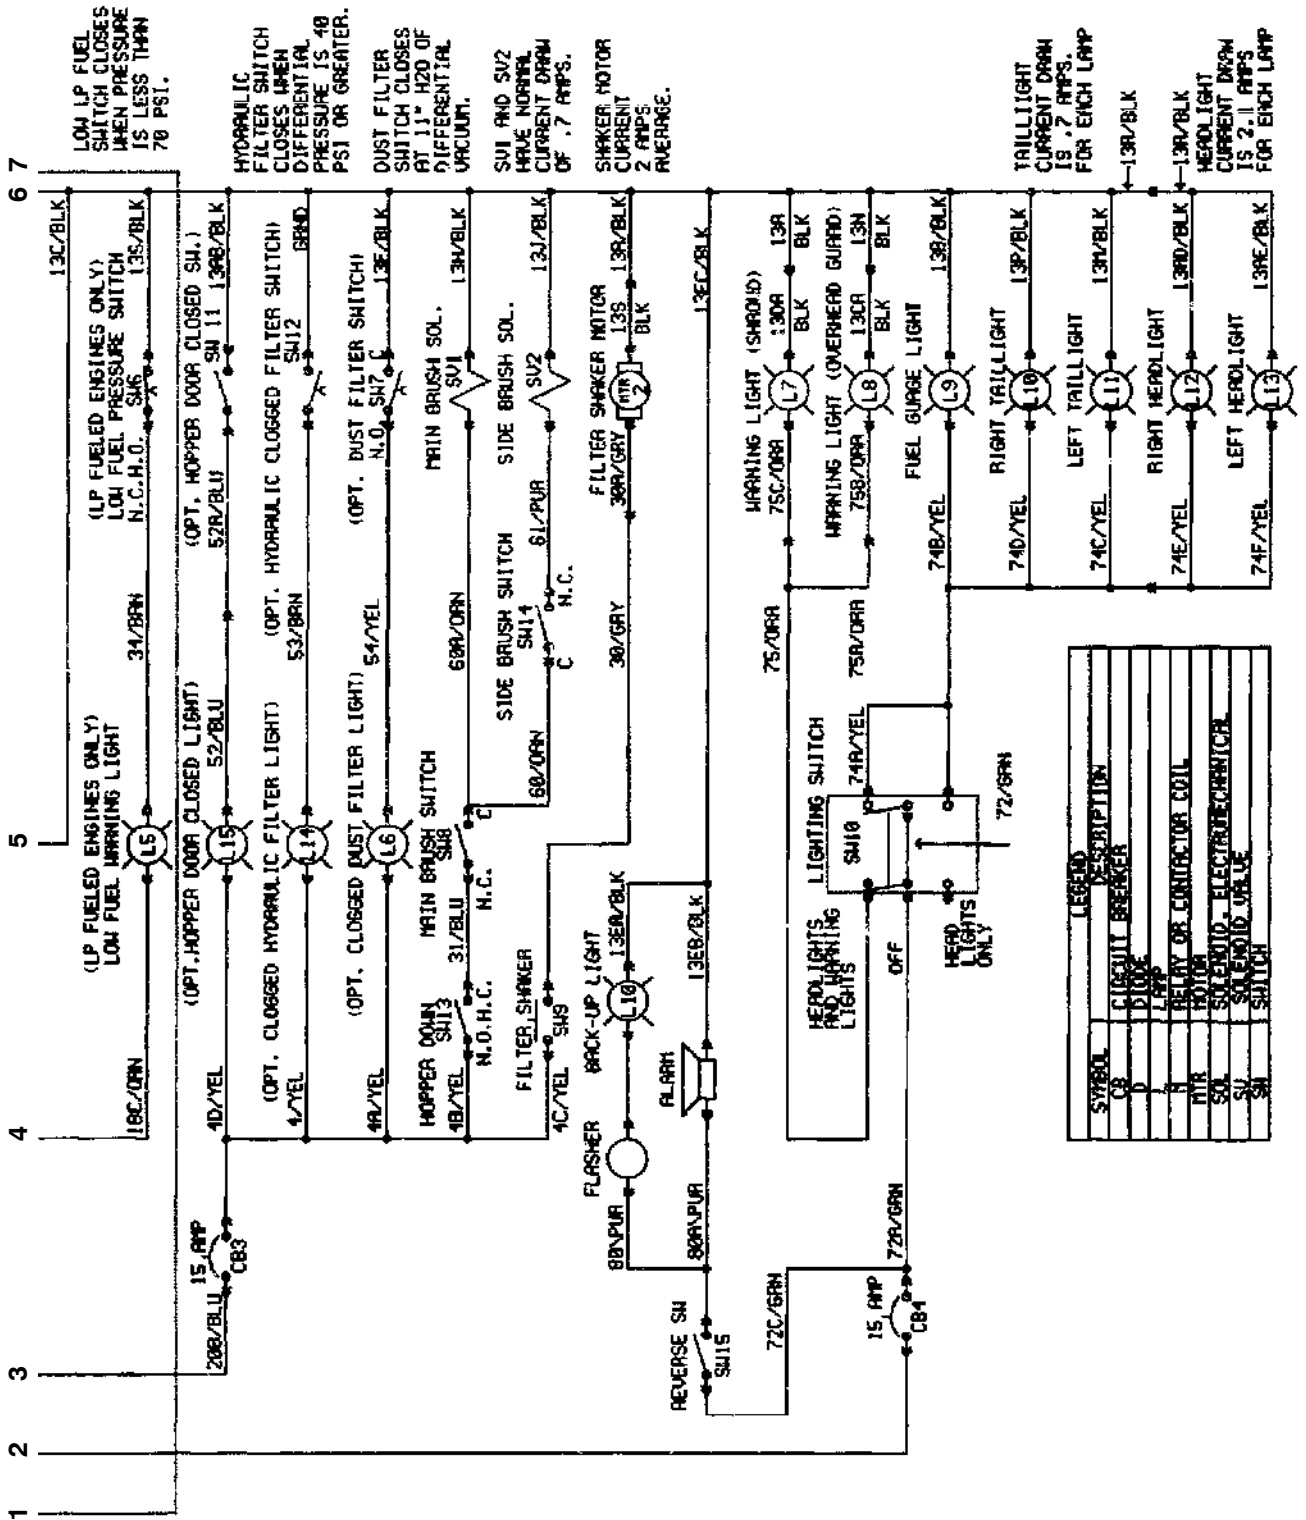 1
2
3
4
5
6 7
13C/BLK
LOW LP FUEL
SWITCH CLOSES
WHEN PRESSURE
IS LESS THAN
70 PSI.
(LP FUELED ENGINES ONLY)
LOW FUEL WARNING LIGHT
18C/ORN
L5
34/BRN
(LP FUELED ENGINES ONLY)
LOW FUEL PRESSURE SWITCH
N.C.H.O. SW6
13S/BLK
15 AMP
CB3
20B/BLU
(OPT. HOPPER DOOR CLOSED LIGHT)
4D/YEL
L15
52/BLU
(OPT. HOPPER DOOR CLOSED SW.)
52A/BLU
SW 11
13AB/BLK
HYDRAULIC
FILTER SWITCH
CLOSES WHEN
DIFFERENTIAL
PRESSURE IS 40
PSI OR GREATER.
(OPT. CLOGGED HYDRAULIC FILTER LIGHT)
4/YEL
L14
53/BRN
(OPT. HYDRAULIC CLOGGED FILTER SWITCH)
SW12
GRND
DUST FILTER
SWITCH CLOSES
AT 11" H2O OF
DIFFERENTIAL
VACUUM.
(OPT. CLOGGED DUST FILTER LIGHT)
4A/YEL
L6
54/YEL
(OPT. DUST FILTER SWITCH)
N.O. SW7 C
13F/BLK
HOPPER DOWN
SW13
4B/YEL
N.O.H.C.
31/BLU
MAIN BRUSH SWITCH
SW8
N.C.
C
60A/ORN
MAIN BRUSH SOL.
SV1
13H/BLK
SV1 AND SV2
HAVE NORMAL
CURRENT DRAW
OF .7 AMPS.
60/ORN
SIDE BRUSH SWITCH
SW14
C
N.C.
61/PUR
SIDE BRUSH SOL.
SV2
13J/BLK
FILTER SHAKER
SW9
4C/YEL
30/GRY
30A/GRY
FILTER SHAKER MOTOR
MTR
2
13S
BLK
13R/BLK
SHAKER MOTOR
CURRENT
2 AMPS
AVERAGE.
FLASHER
80\PUR
BACK-UP LIGHT
L10
13EA/BLK
ALARM
80A\PUR
13EB/BLK
13EC/BLK
REVERSE SW
SW15
72C/GRN
15 AMP
CB4
72A/GRN
WARNING LIGHT (SHROUD)
75/ORA
75C/ORA
L7
13DA
BLK
13A
BLK
WARNING LIGHT (OVERHEAD GUARD)
75A/ORA
75B/ORA
L8
13CA
BLK
13N
BLK
LIGHTING SWITCH
SW10
HEADLIGHTS
AND WARNING
LIGHTS
OFF
HEAD
LIGHTS
ONLY
74A/YEL
72/GRN
FUEL GUAGE LIGHT
74B/YEL
L9
13B/BLK
RIGHT TAILLIGHT
74D/YEL
L10
13P/BLK
TAILLIGHT
CURRENT DRAW
IS .7 AMPS.
FOR EACH LAMP
LEFT TAILLIGHT
74C/YEL
L11
13M/BLK
13A/BLK
RIGHT HEADLIGHT
74E/YEL
L12
13AD/BLK
13A/BLK
HEADLIGHT
CURRENT DRAW
IS 2.11 AMPS
FOR EACH LAMP
LEFT HEADLIGHT
74F/YEL
L13
13AE/BLK
LEGEND
SYMBOL DESCRIPTION
CB CIRCUIT BREAKER
D DIODE
L LAMP
RELAY OR CONTACTOR COIL
MTR MOTOR
SOL SOLENOID, ELECTROMECHANICAL
SV SOLENOID VALVE
SW SWITCH